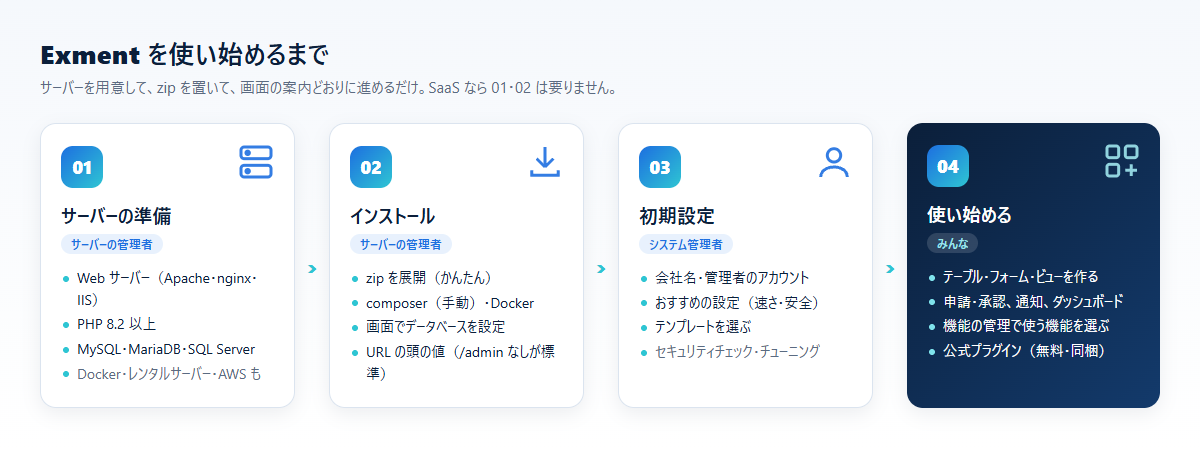 Exment を使い始めるまで
サーバーを用意して、zip を置いて、画面の案内どおりに進めるだけ。SaaS なら 01・02 は要りません。
01
サーバーの準備
サーバーの管理者
Web サーバー（Apache・nginx・
IIS）
PHP 8.2 以上
MySQL・MariaDB・SQL Server
Docker・レンタルサーバー・AWS も
02
インストール
サーバーの管理者
zip を展開（かんたん）
composer（手動）・Docker
画面でデータベースを設定
URL の頭の値（/admin なしが標
準）
03
初期設定
システム管理者
会社名・管理者のアカウント
おすすめの設定（速さ・安全）
テンプレートを選ぶ
セキュリティチェック・チューニング
04
使い始める
みんな
テーブル・フォーム・ビューを作る
申請・承認、通知、ダッシュボード
機能の管理で使う機能を選ぶ
公式プラグイン（無料・同梱）